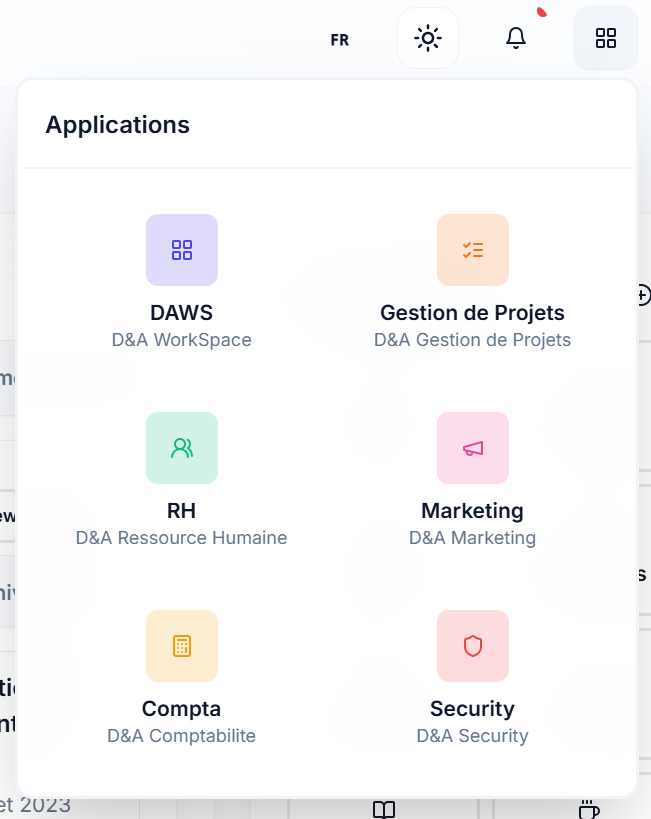 FR
Applications
DAWS
D&A WorkSpace
Gestion de Projets
D&A Gestion de Projets
RH
D&A Ressource Humaine
Marketing
D&A Marketing
Compta
D&A Comptabilite
Security
D&A Security
et 2023